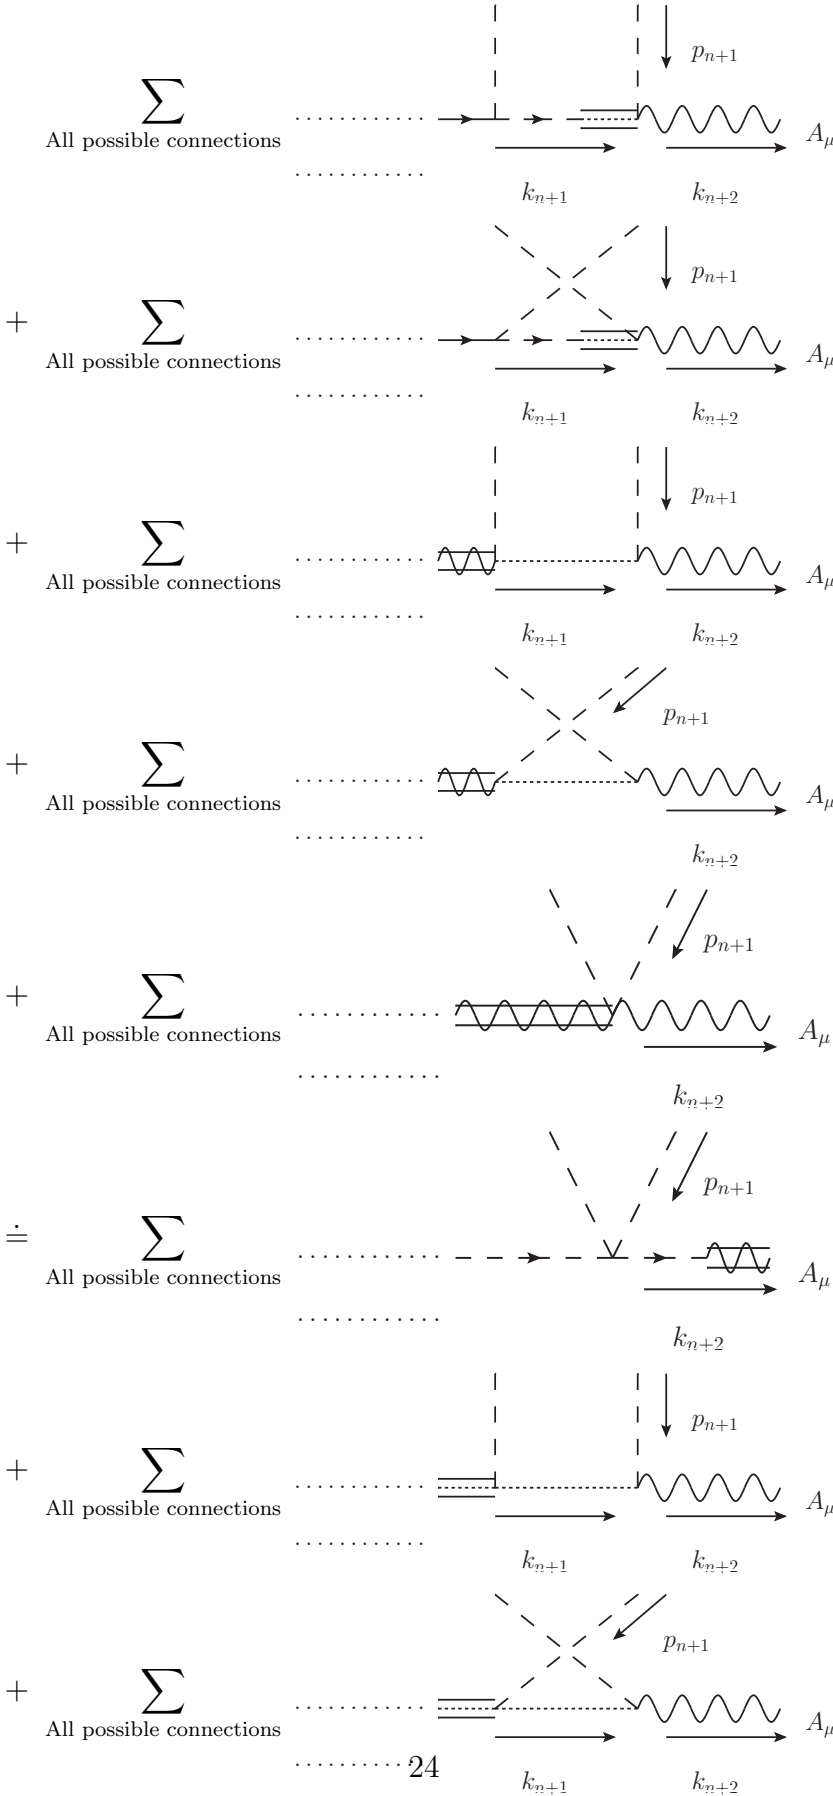 p_{n+1}
∑
All possible connections
A_μ
k_{n+1} k_{n+2}
p_{n+1}
+ ∑
All possible connections
A_μ
k_{n+1} k_{n+2}
p_{n+1}
+ ∑
All possible connections
A_μ
k_{n+1} k_{n+2}
p_{n+1}
+ ∑
All possible connections
A_μ
k_{n+2}
p_{n+1}
+ ∑
All possible connections
A_μ
k_{n+2}
p_{n+1}
≐ ∑
All possible connections
A_μ
k_{n+2}
p_{n+1}
+ ∑
All possible connections
A_μ
k_{n+1} k_{n+2}
p_{n+1}
+ ∑
All possible connections
A_μ
24
k_{n+1} k_{n+2}